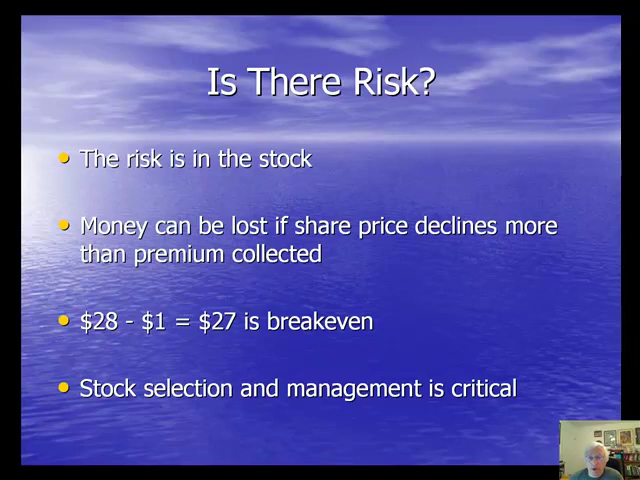 Is There Risk?
The risk is in the stock
Money can be lost if share price declines more
than premium collected
$28 - $1 = $27 is breakeven
Stock selection and management is critical